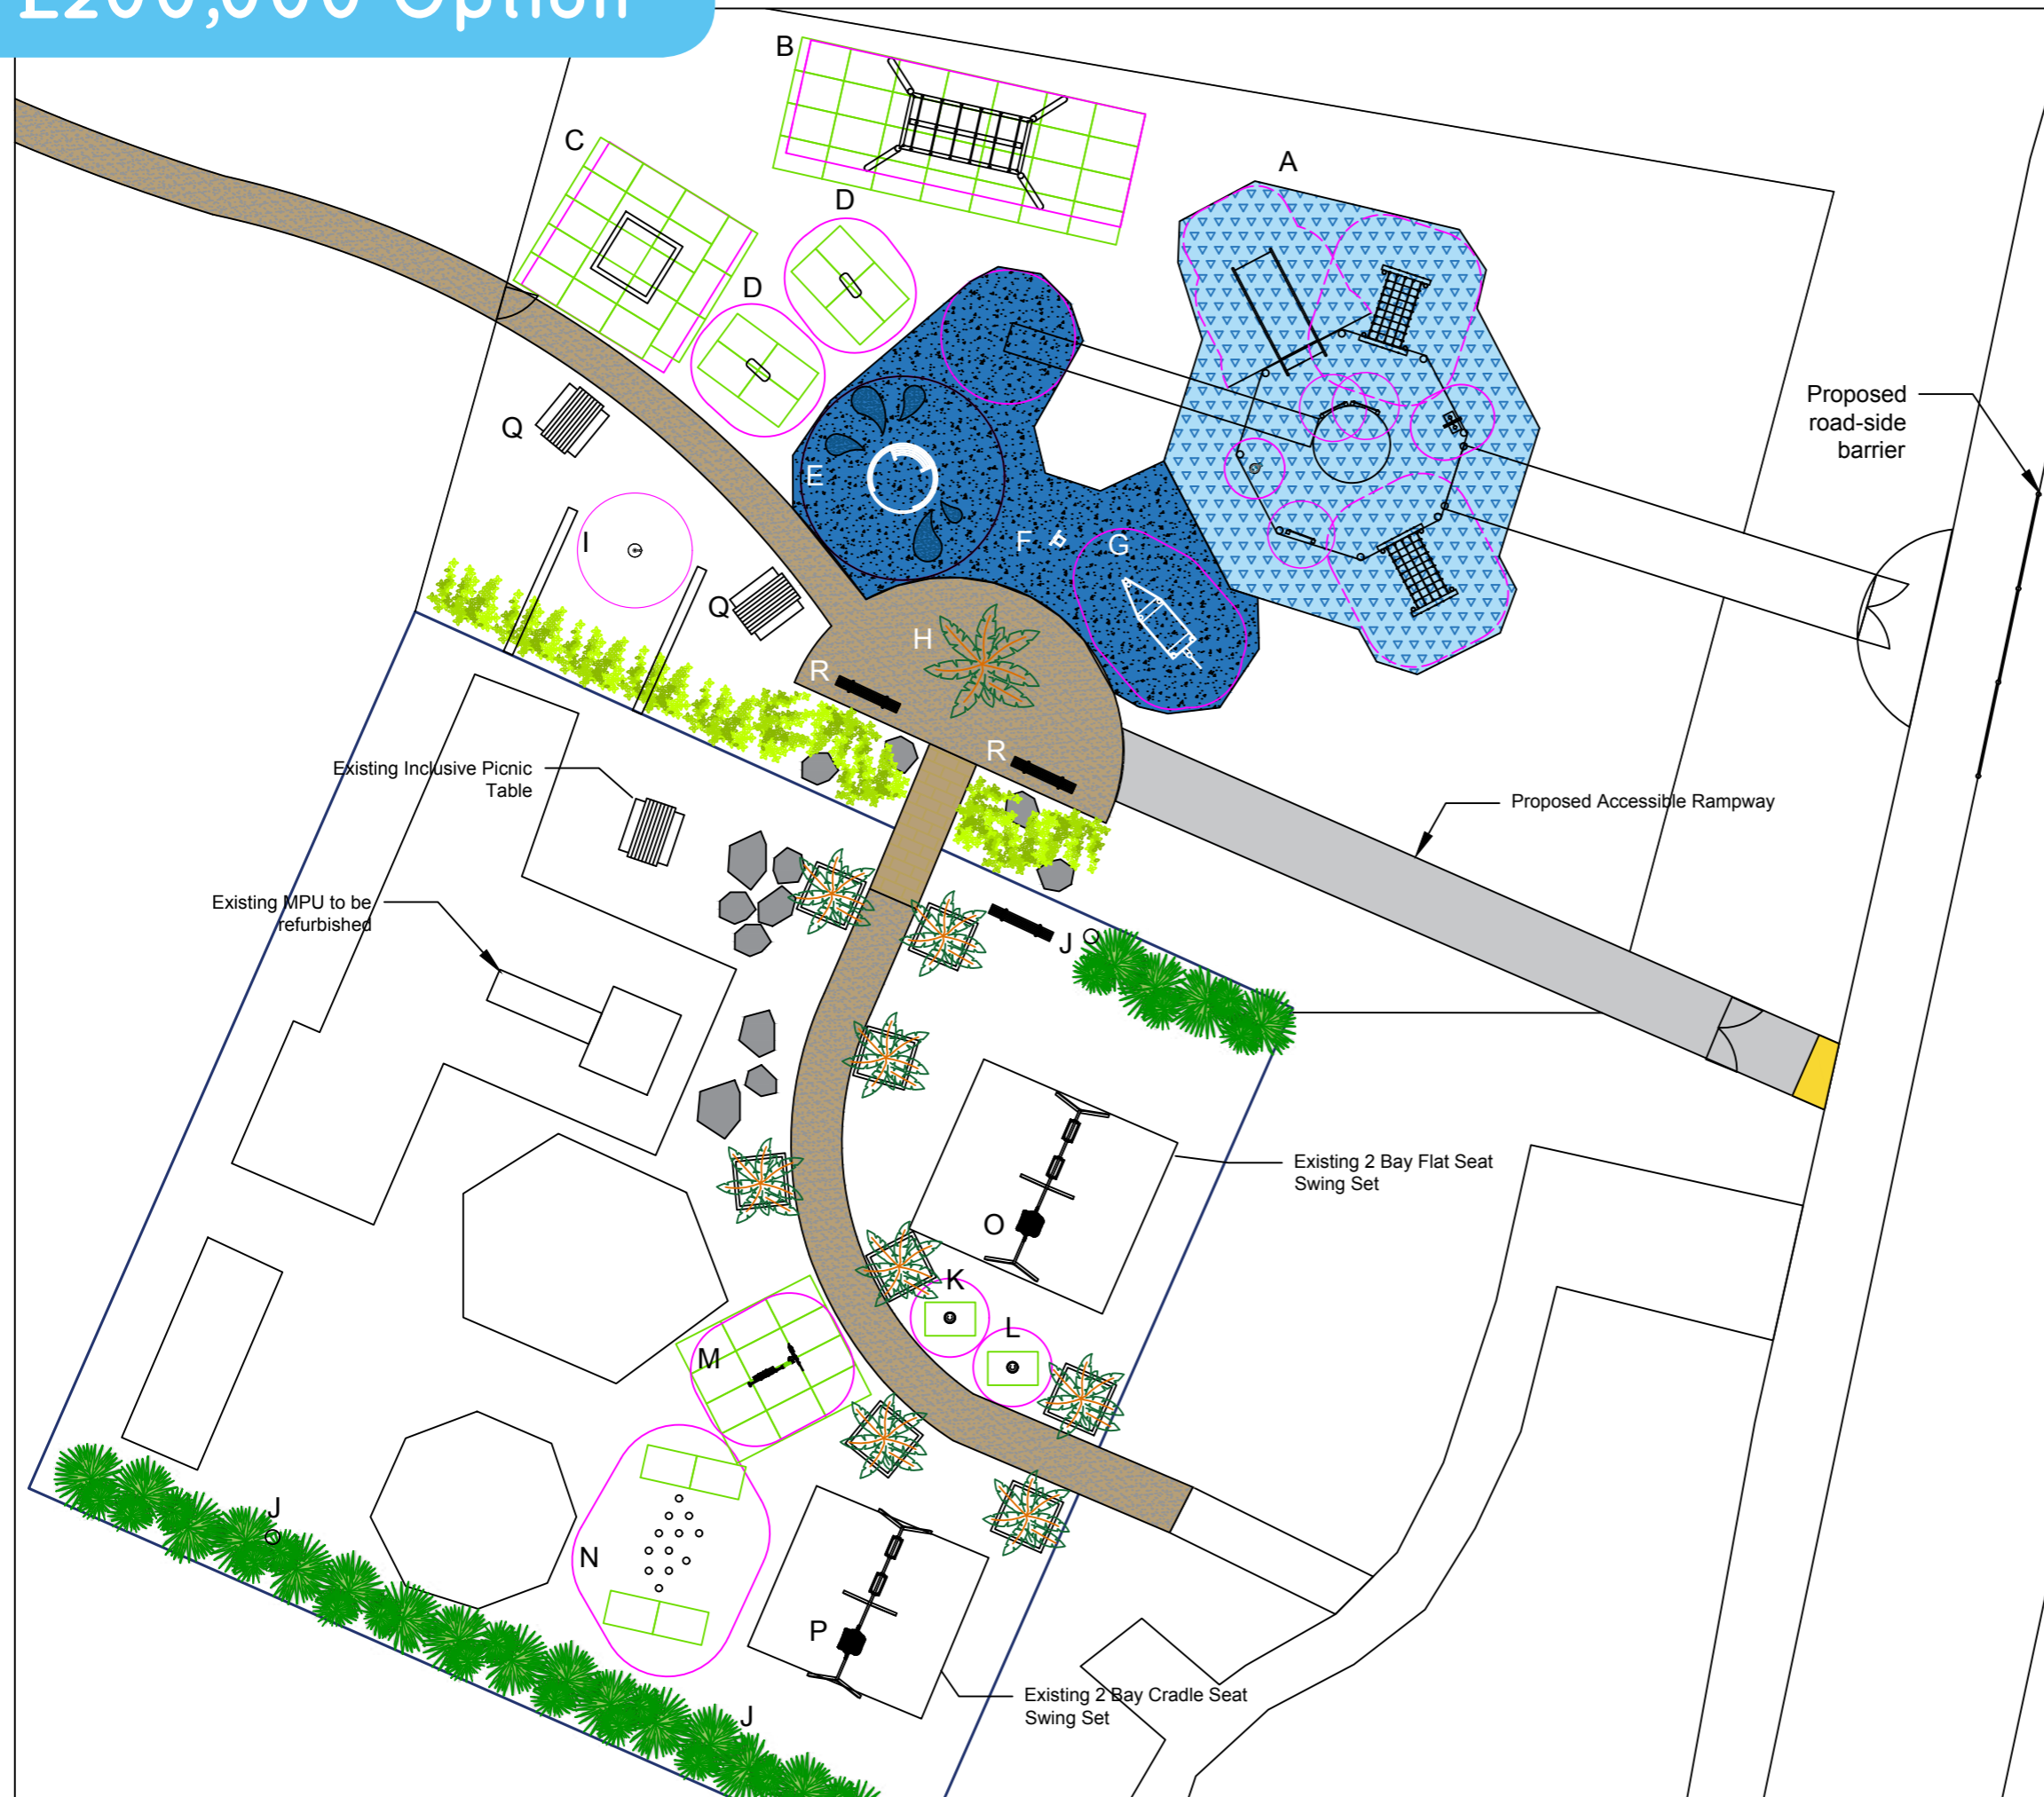 £200,000 Option
B
C
A
D
D
Proposed
road-side
barrier
Q
E
I
F
G
Q
H
R
R
Existing Inclusive Picnic
Table
Proposed Accessible Rampway
Existing MPU to be
refurbished
J
Existing 2 Bay Flat Seat
Swing Set
O
K
L
M
J
N
P
Existing 2 Bay Cradle Seat
Swing Set
J